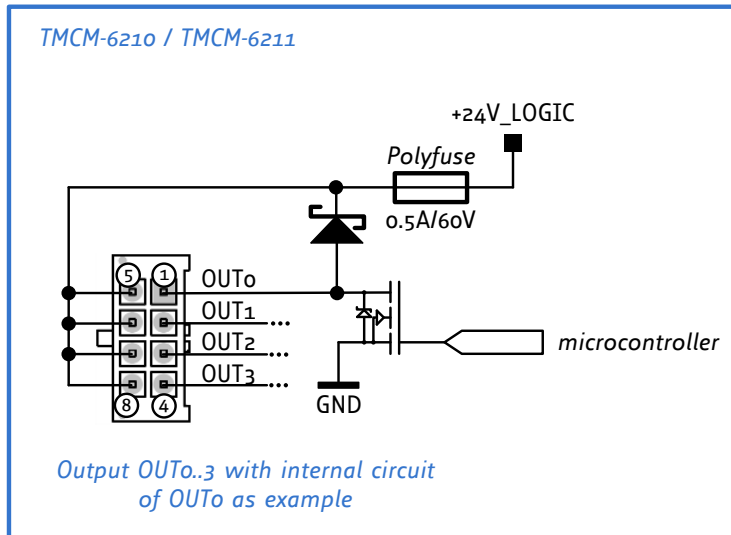 TMCM-6210 / TMCM-6211
+24V_LOGIC
Polyfuse
0.5A/60V
5 1 OUT0
OUT1 ...
OUT2 ...
OUT3 ...
8 4
GND
microcontroller
Output OUT0..3 with internal circuit
of OUT0 as example